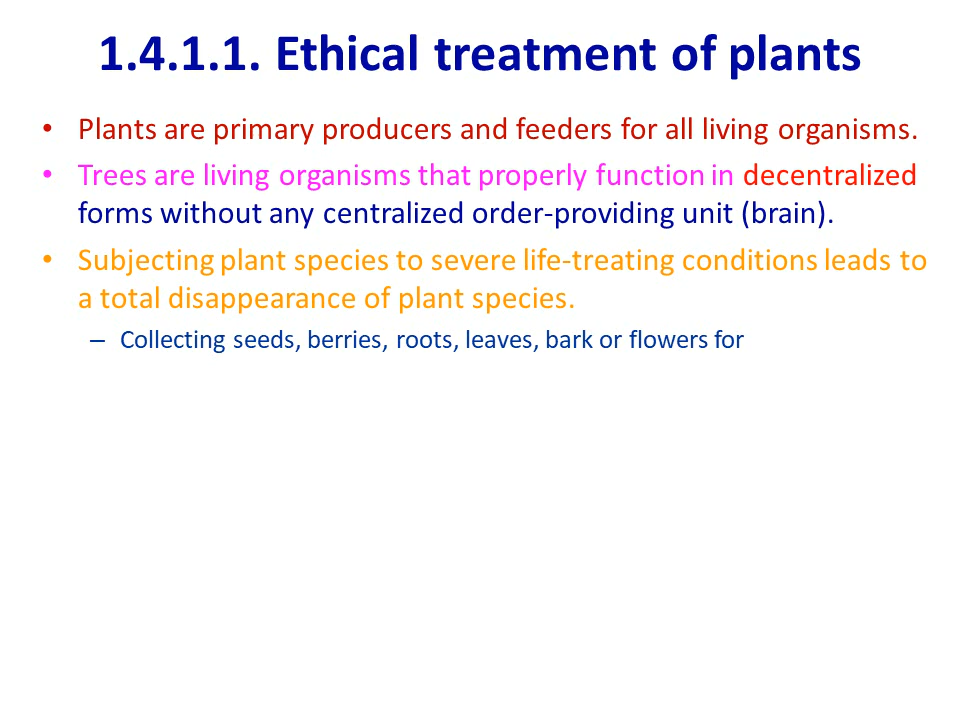 1.4.1.1. Ethical treatment of plants
• Plants are primary producers and feeders for all living organisms.
• Trees are living organisms that properly function in decentralized
forms without any centralized order-providing unit (brain).
• Subjecting plant species to severe life-treating conditions leads to
a total disappearance of plant species.
– Collecting seeds, berries, roots, leaves, bark or flowers for